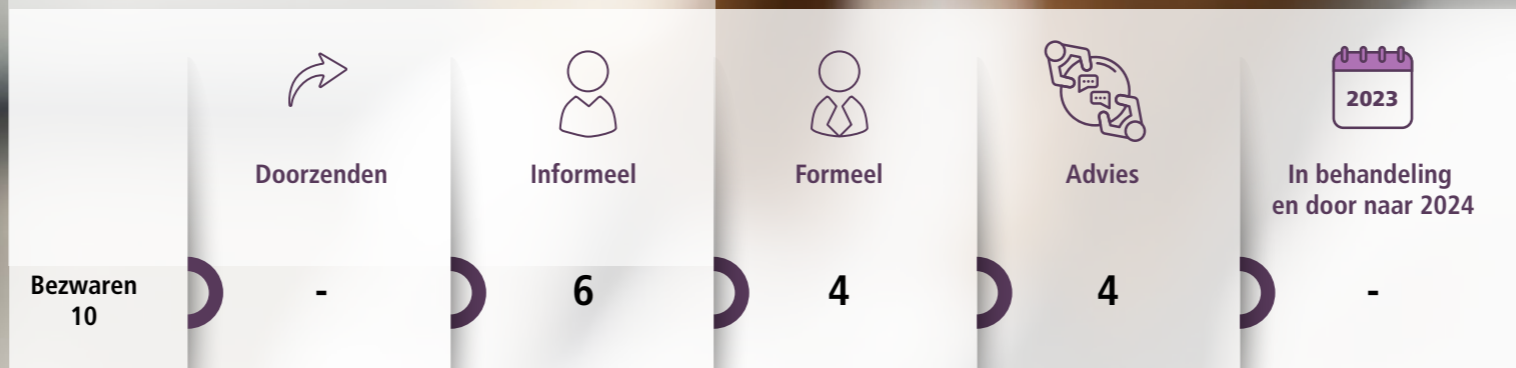 2023
Doorzenden
Informeel
Formeel
Advies
In behandeling
en door naar 2024
Bezwaren
10
-
6
4
4
-